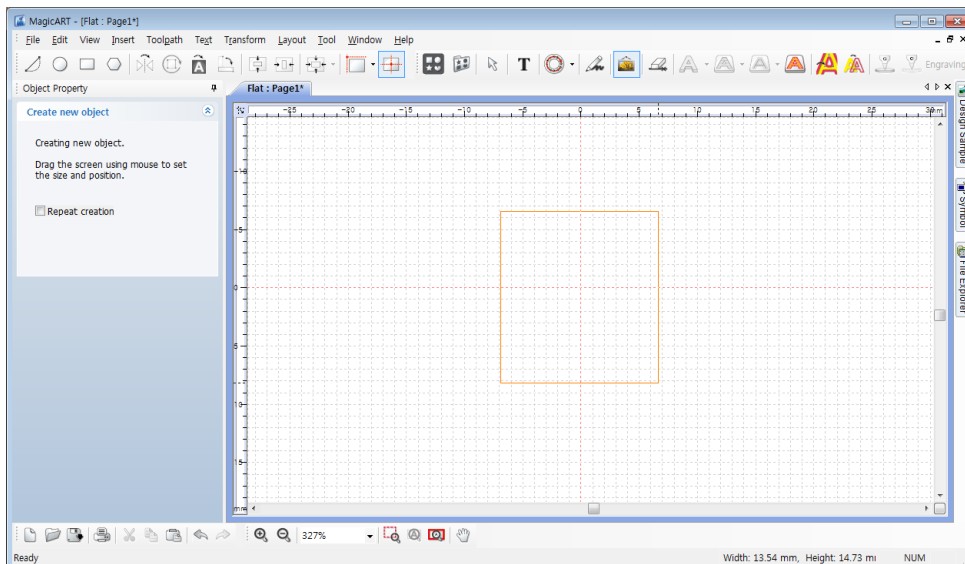 MagicART - [Flat : Page1*]
File Edit View Insert Toolpath Text Transform Layout Tool Window Help
Engraving
Object Property
Flat : Page1*
Create new object
Creating new object.
Drag the screen using mouse to set
the size and position.
Repeat creation
-25 -20 -15 -10 -5 0 5 10 15 20 25
-10
-5
0
5
10
15
Design Sample
Symbol
File Explorer
327%
Ready
Width: 13.54 mm, Height: 14.73 m
NUM